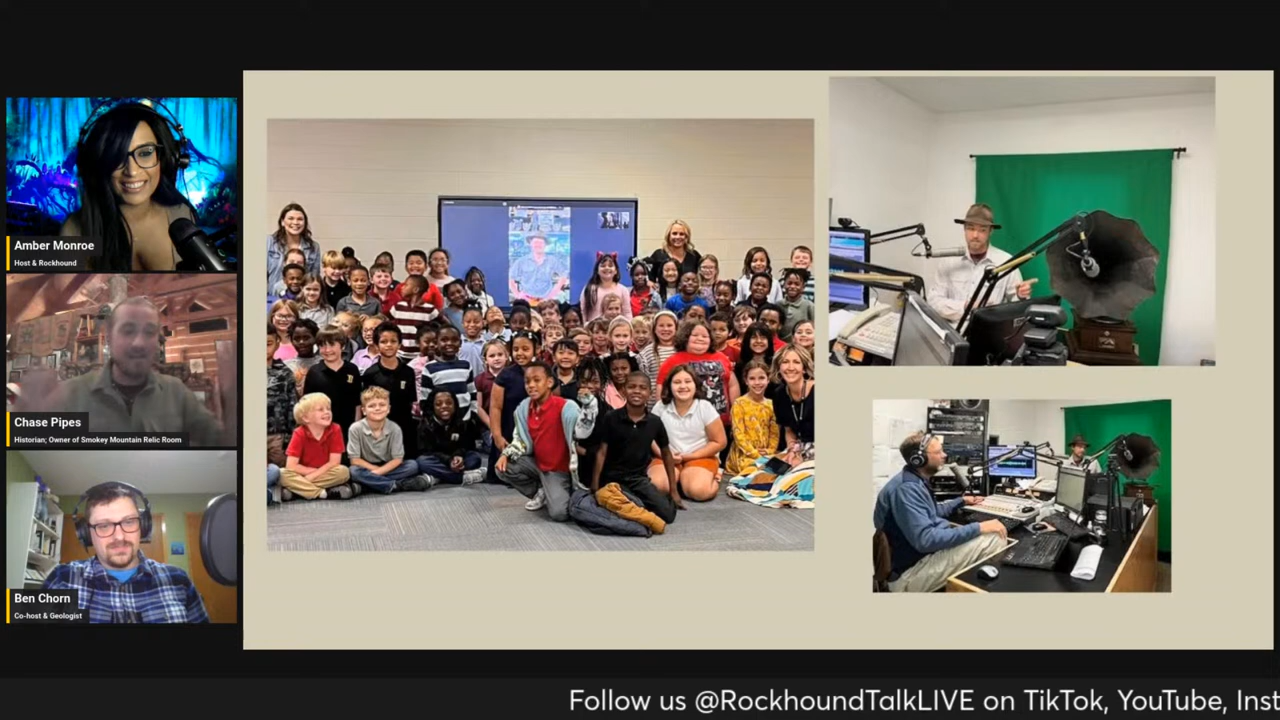 Amber Monroe
Host & Rockhound
Chase Pipes
Historian; Owner of Smokey Mountain Relic Room
Ben Chorn
Co-host & Geologist
Follow us @RockhoundTalkLIVE on TikTok, YouTube, Inst